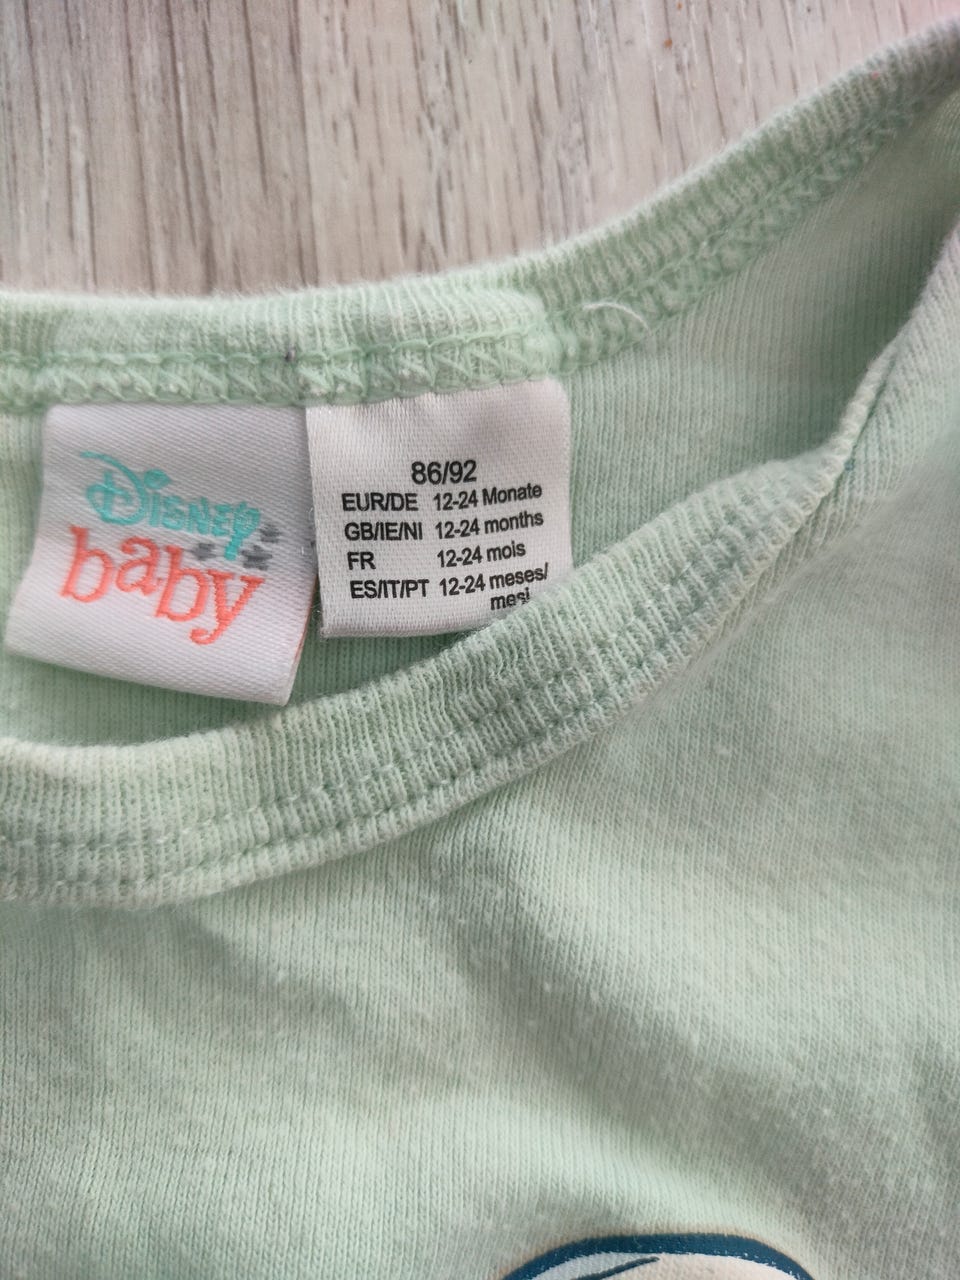 Disney
baby
86/92
EUR/DE 12-24 Monate
GB/IE/NI 12-24 months
FR 12-24 mois
ES/IT/PT 12-24 meses/
mesi